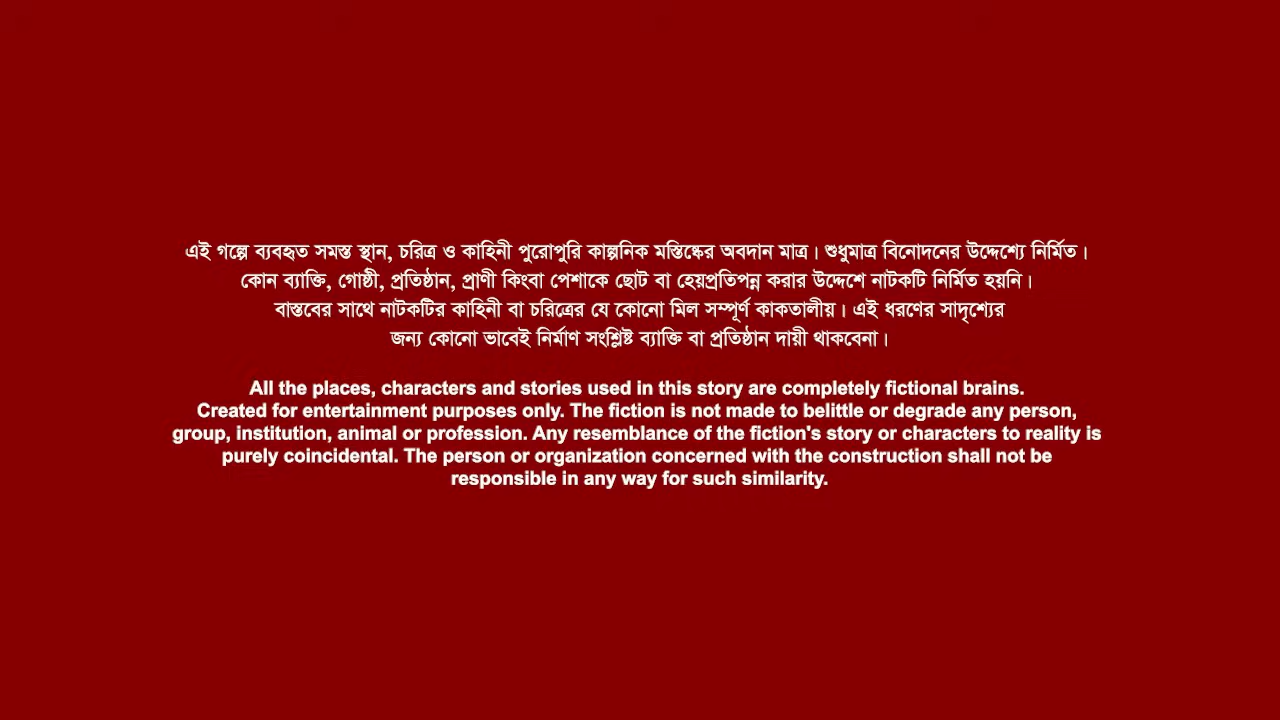 এই গল্পে ব্যবহৃত সমস্ত স্থান, চরিত্র ও কাহিনী পুরোপুরি কাল্পনিক মস্তিষ্কের অবদান মাত্র। শুধুমাত্র বিনোদনের উদ্দেশ্যে নির্মিত।
কোন ব্যাক্তি, গোষ্ঠী, প্রতিষ্ঠান, প্রাণী কিংবা পেশাকে ছোট বা হেয়প্রতিপন্ন করার উদ্দেশে নাটকটি নির্মিত হয়নি।
বাস্তবের সাথে নাটকটির কাহিনী বা চরিত্রের যে কোনো মিল সম্পূর্ণ কাকতালীয়। এই ধরণের সাদৃশ্যের
জন্য কোনো ভাবেই নির্মাণ সংশ্লিষ্ট ব্যাক্তি বা প্রতিষ্ঠান দায়ী থাকবেনা।
All the places, characters and stories used in this story are completely fictional brains.
Created for entertainment purposes only. The fiction is not made to belittle or degrade any person,
group, institution, animal or profession. Any resemblance of the fiction's story or characters to reality is
purely coincidental. The person or organization concerned with the construction shall not be
responsible in any way for such similarity.